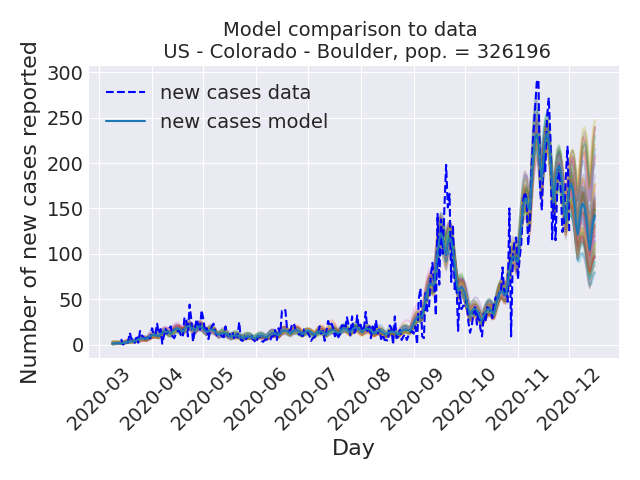 Model comparison to data
US - Colorado - Boulder, pop. = 326196
Number of new cases reported
300
250
200
150
100
50
0
new cases data
new cases model
2020-03
2020-04
2020-05
2020-06
2020-07
2020-08
2020-09
2020-10
2020-11
2020-12
Day